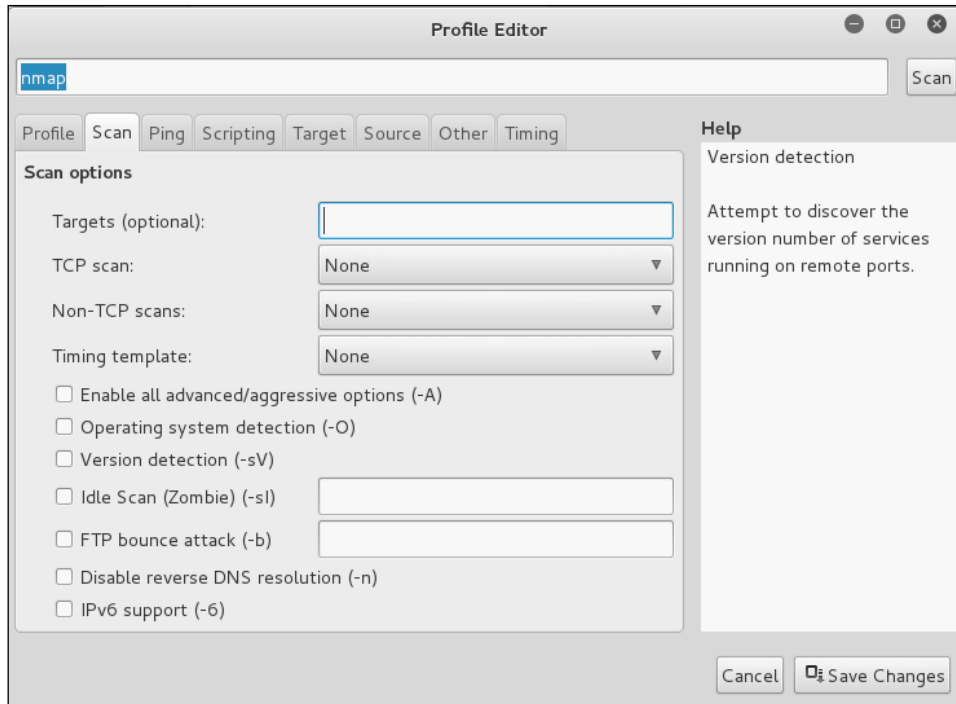 Profile Editor
nmap
Scan
Profile Scan Ping Scripting Target Source Other Timing
Scan options
Targets (optional):
TCP scan: None
Non-TCP scans: None
Timing template: None
Enable all advanced/aggressive options (-A)
Operating system detection (-O)
Version detection (-sV)
Idle Scan (Zombie) (-sI)
FTP bounce attack (-b)
Disable reverse DNS resolution (-n)
IPv6 support (-6)
Help
Version detection
Attempt to discover the
version number of services
running on remote ports.
Cancel
Save Changes